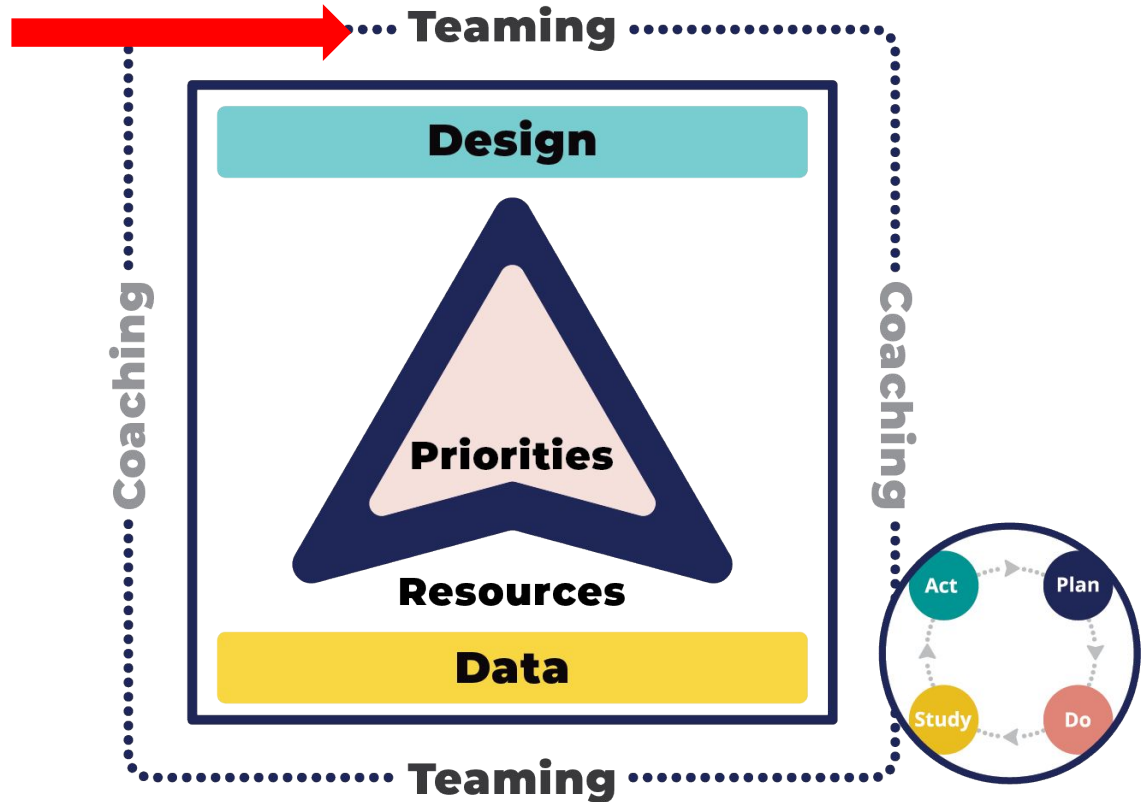 Teaming
Design
Coaching
Coaching
Priorities
Resources
Data
Act
Plan
Study
Do
Teaming